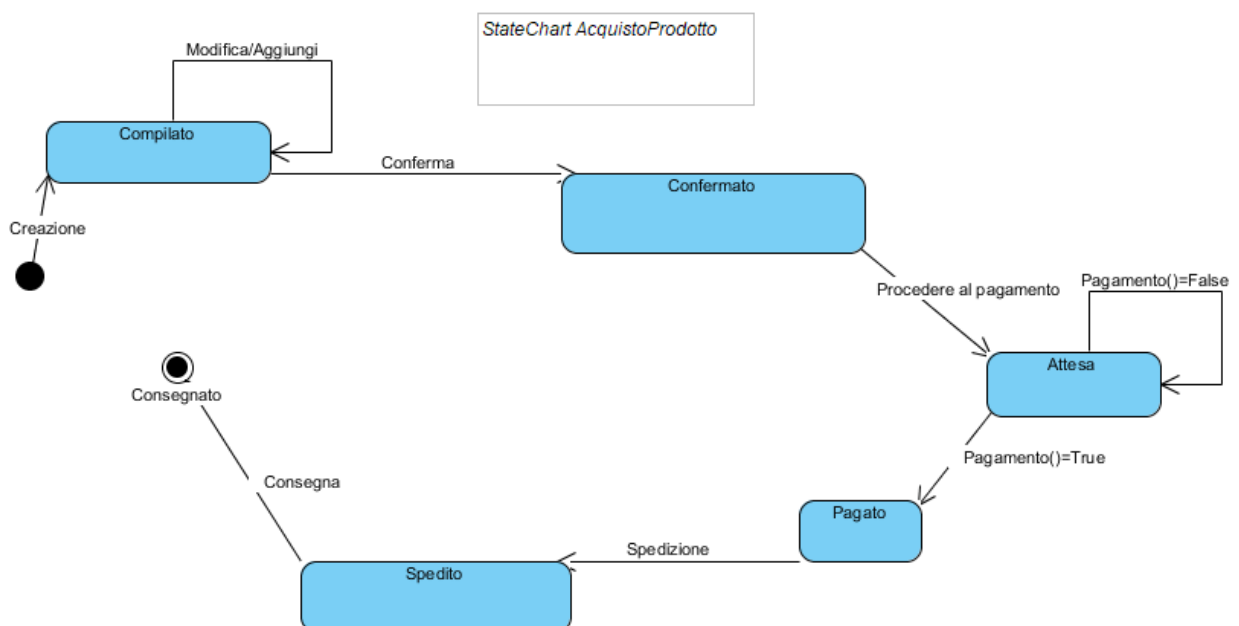 StateChart AcquistoProdotto
Modifica/Aggiungi
Compilato
Conferma
Confermato
Creazione
Procedere al pagamento
Pagamento()=False
Attesa
Consegnato
Pagamento()=True
Consegna
Pagato
Spedizione
Spedito